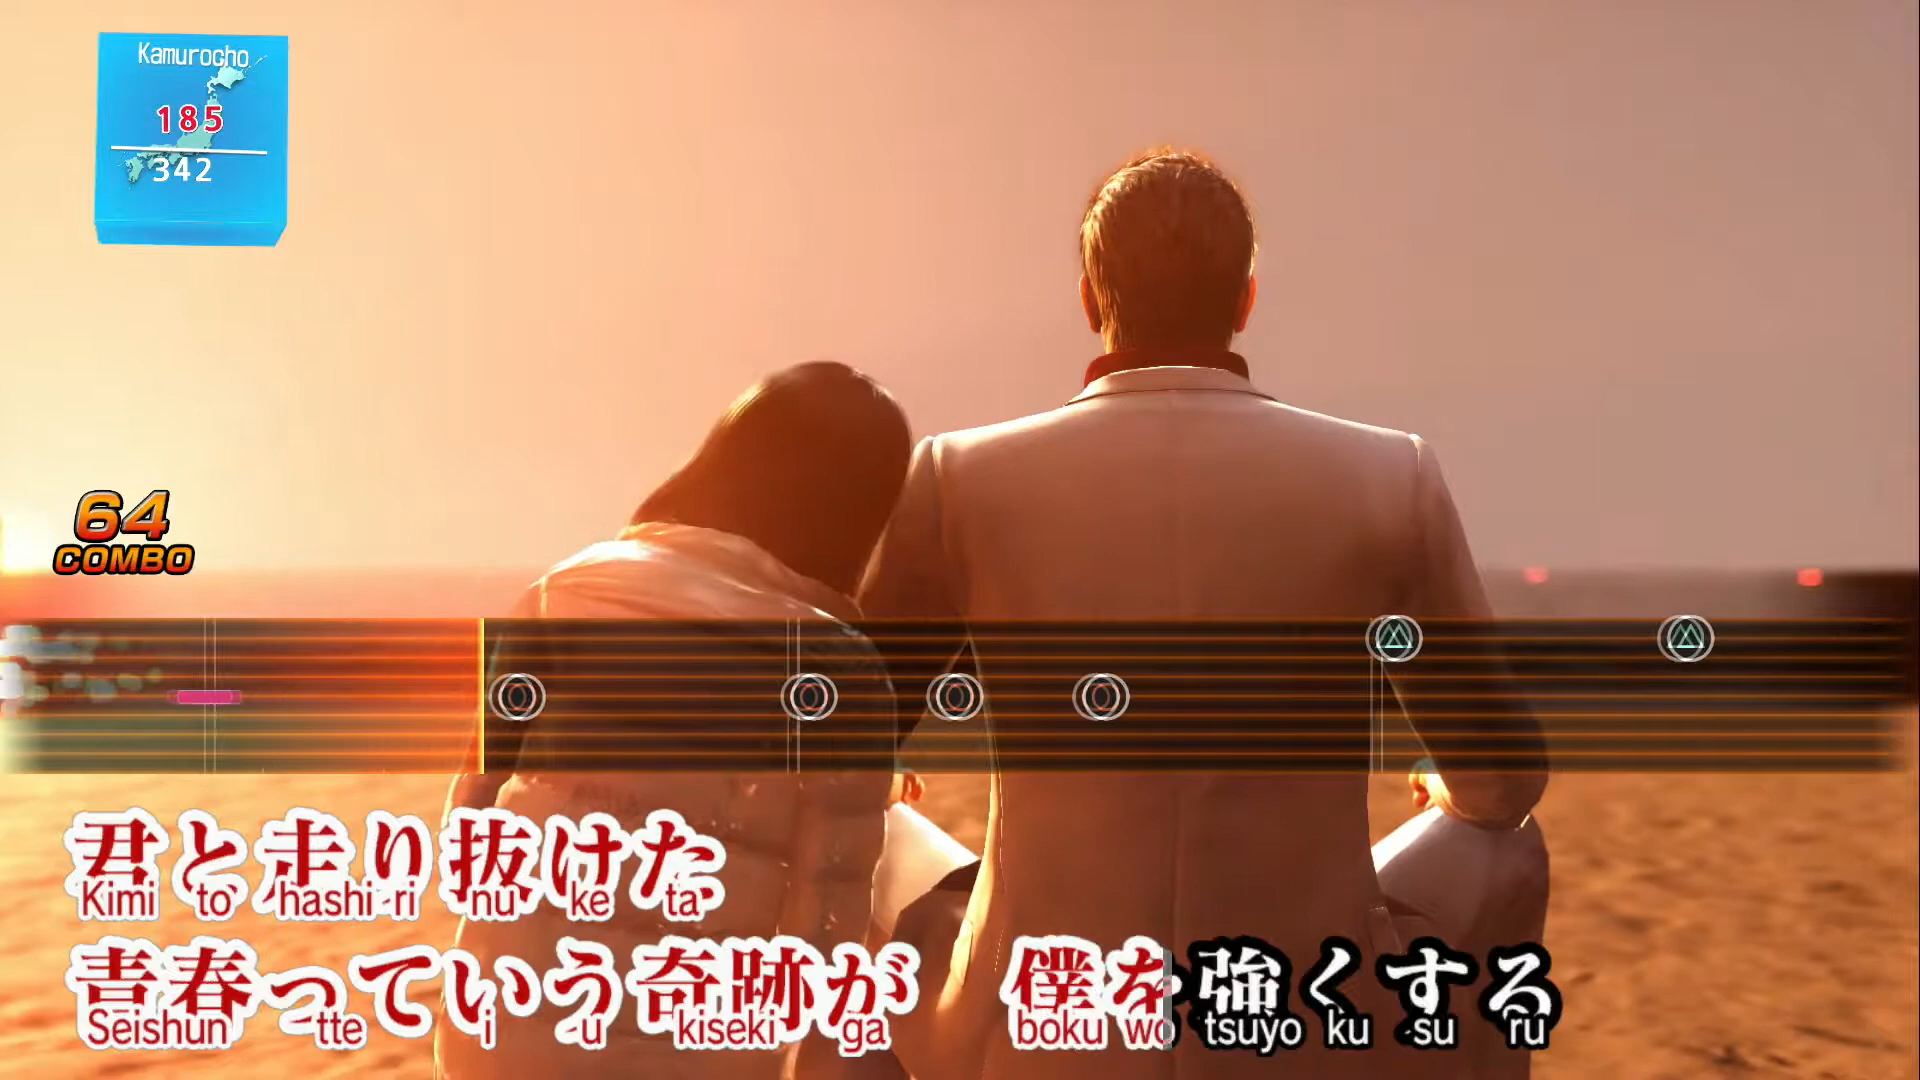 Kamurocho
185
342
64
COMBO
君と走り抜けた
Kimi to hashi ri nu ke ta
青春っていう奇跡が 僕を強くする
Seishun tte i u kiseki ga boku wo tsuyo ku su ru